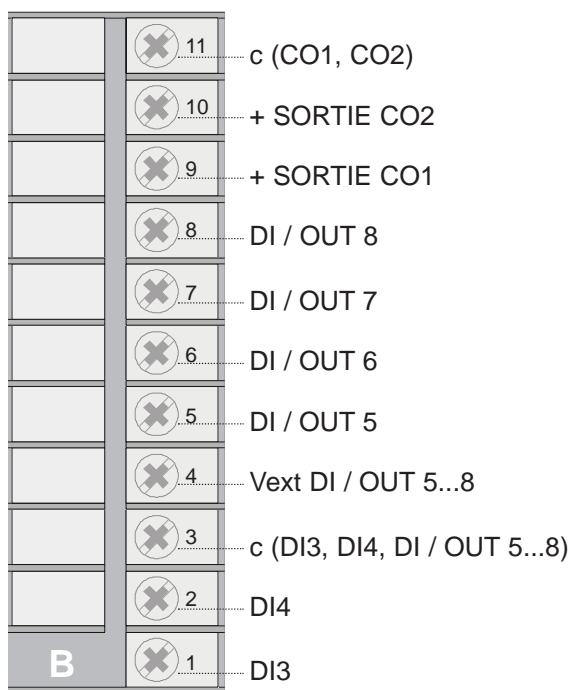 11 c (CO1, CO2)
10 + SORTIE CO2
9 + SORTIE CO1
8 DI / OUT 8
7 DI / OUT 7
6 DI / OUT 6
5 DI / OUT 5
4 Vext DI / OUT 5...8
3 c (DI3, DI4, DI / OUT 5...8)
2 DI4
B 1 DI3